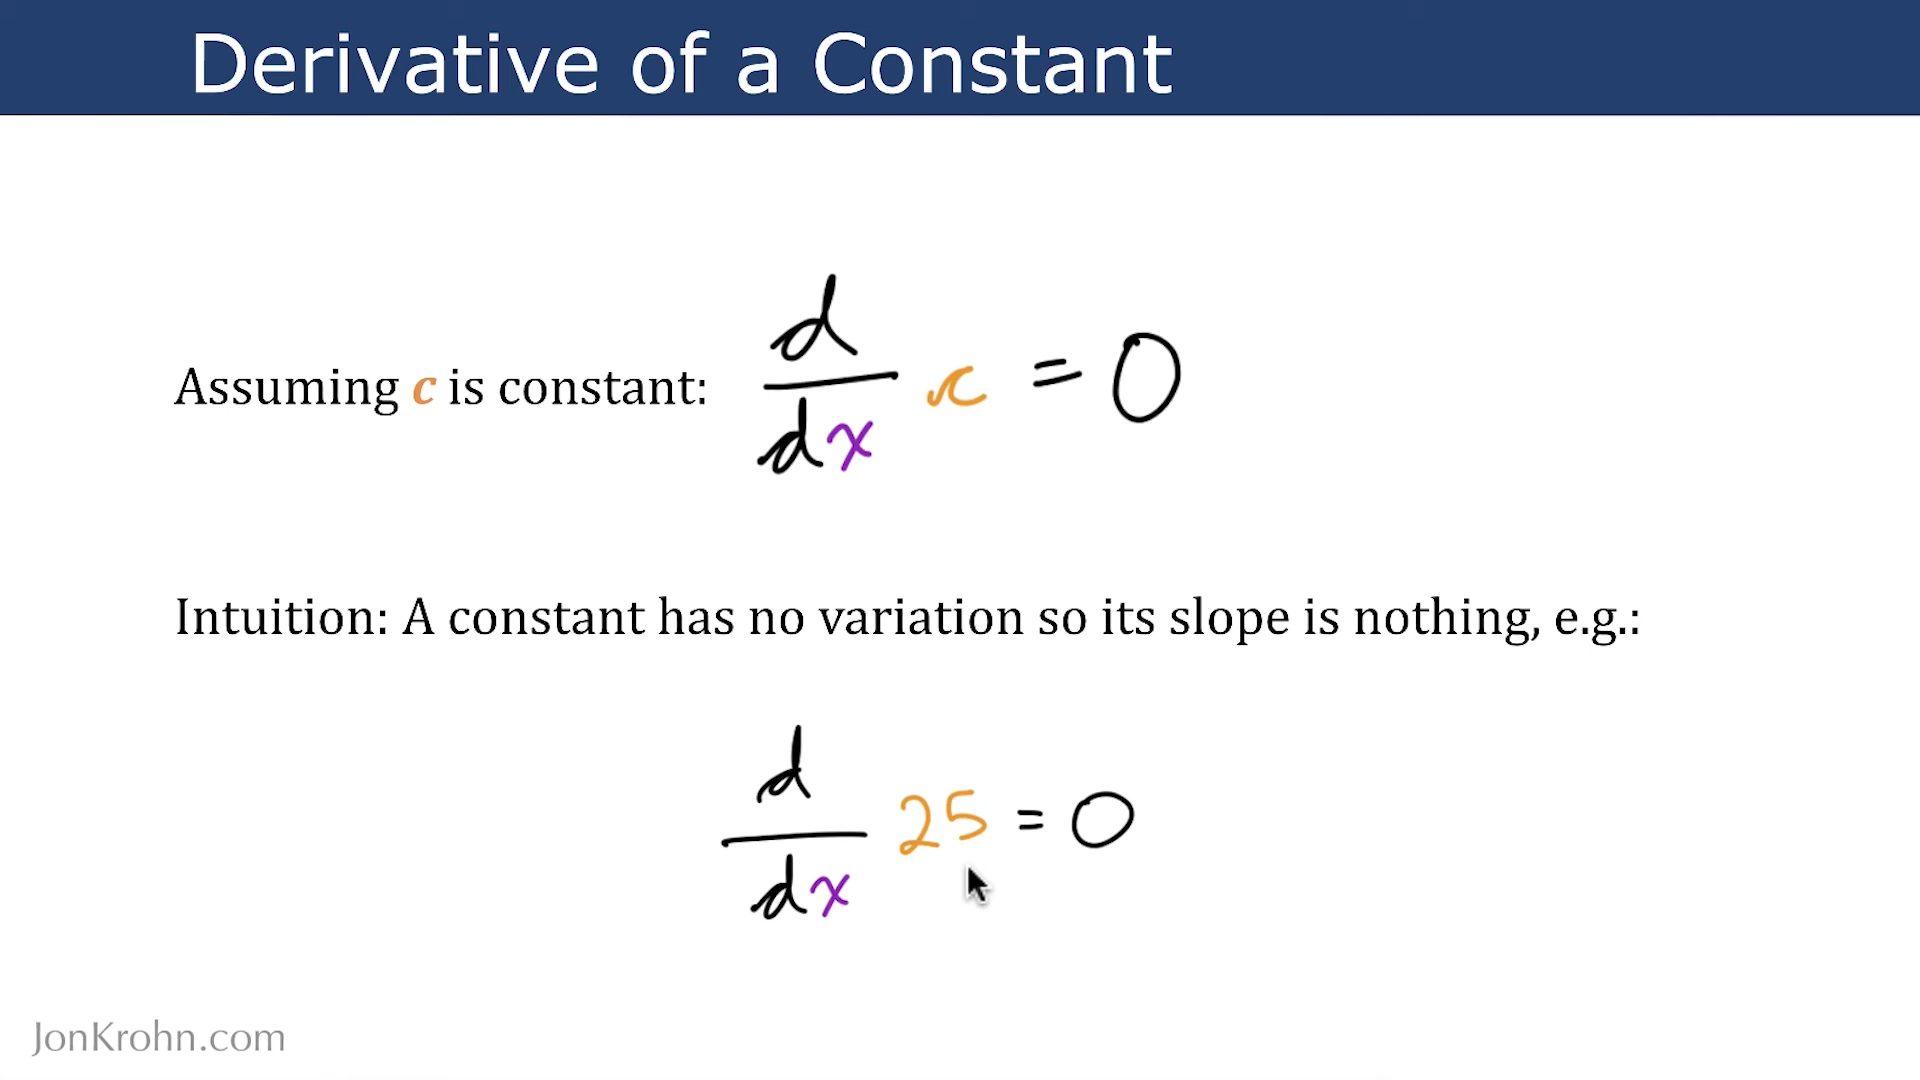 Derivative of a Constant
Assuming c is constant: d/dx c = 0
Intuition: A constant has no variation so its slope is nothing, e.g.:
d/dx 25 = 0
JonKrohn.com